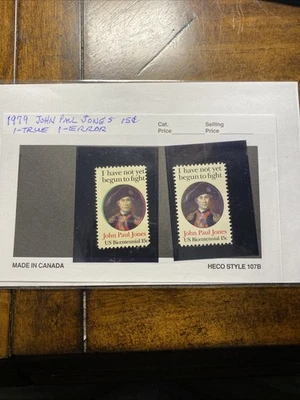 1979 JOHN PAUL JONES 15¢
1-TRUE 1-ERROR
Cat. Price
Selling Price
I have not yet
begun to fight
John Paul Jones
US Bicentennial 15c
I have not yet
begun to fight
John Paul Jones
US Bicentennial 15c
MADE IN CANADA
HECO STYLE 107B